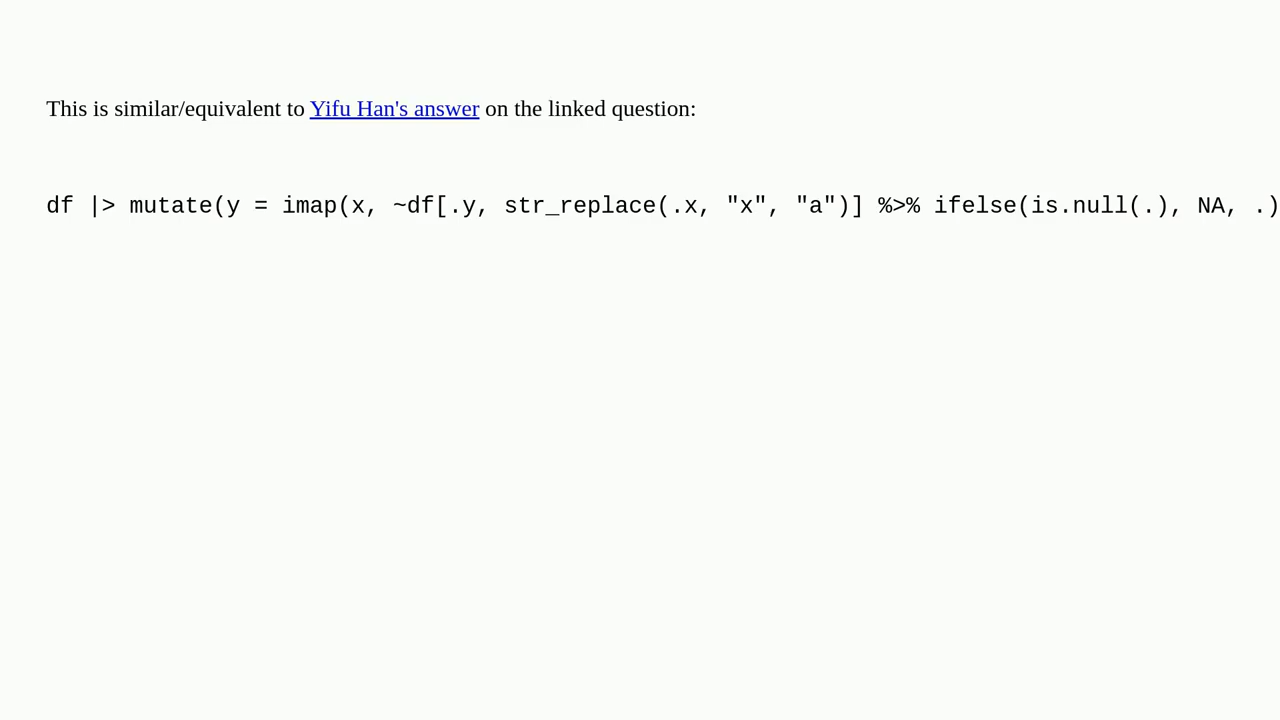 This is similar/equivalent to Yifu Han's answer on the linked question:
df |> mutate(y = imap(x, ~df[.y, str_replace(.x, "x", "a")] %>% ifelse(is.null(.), NA, .)